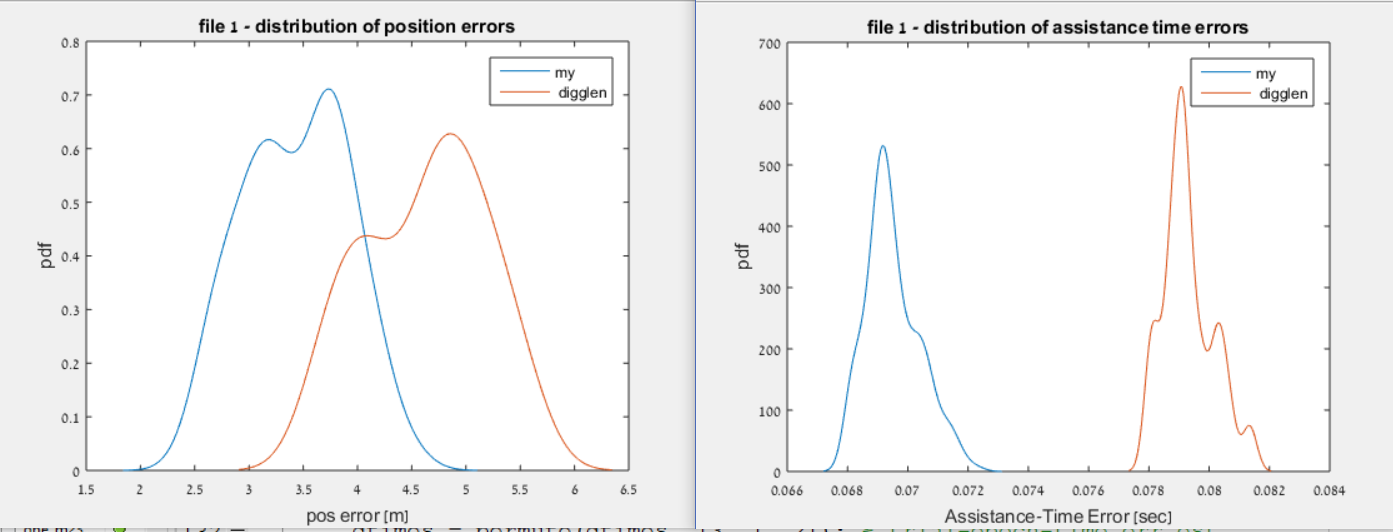 file 1 - distribution of position errors
my
digglen
0.8
0.7
0.6
0.5
0.4
0.3
0.2
0.1
0
pdf
1.5 2 2.5 3 3.5 4 4.5 5 5.5 6 6.5
pos error [m]
file 1 - distribution of assistance time errors
my
digglen
700
600
500
400
300
200
100
0
pdf
0.066 0.068 0.07 0.072 0.074 0.076 0.078 0.08 0.082 0.084
Assistance-Time Error [sec]